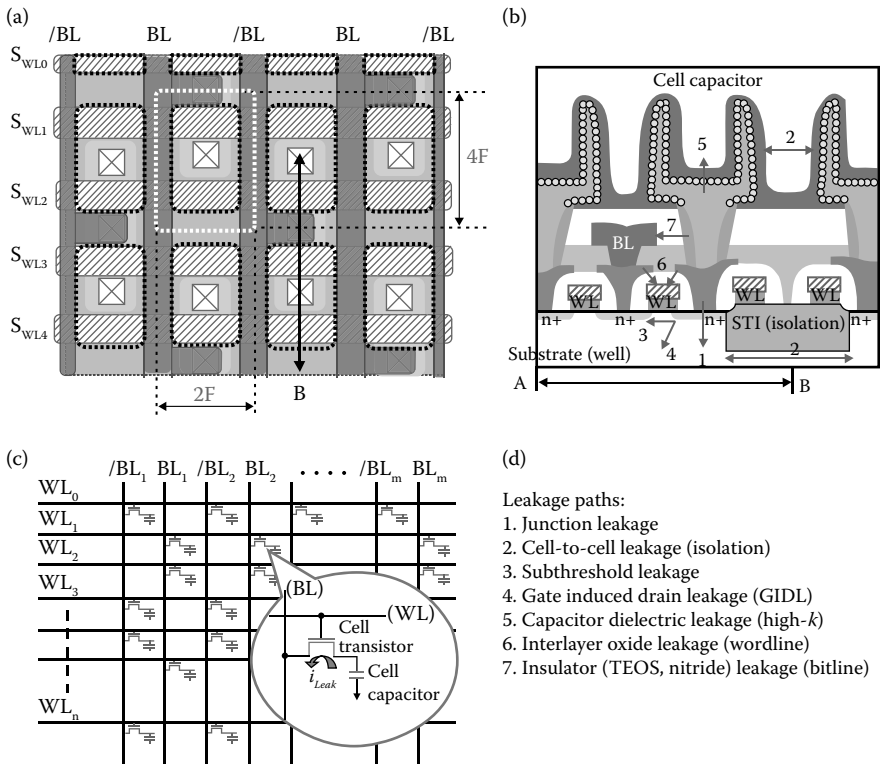 (a)
/BL BL /BL BL /BL
S_WL0
S_WL1
S_WL2
S_WL3
S_WL4
4F
2F
B
(b)
Cell capacitor
5
2
7
BL
6
WL WL WL WL
n+ n+ n+ n+
STI (isolation)
3
4
2
Substrate (well)
1
A B
(c)
/BL_1 BL_1 /BL_2 BL_2 . . . . /BL_m BL_m
WL_0
WL_1
WL_2
WL_3
WL_n
(BL)
(WL)
Cell
transistor
i_Leak
Cell
capacitor
(d)
Leakage paths:
1. Junction leakage
2. Cell-to-cell leakage (isolation)
3. Subthreshold leakage
4. Gate induced drain leakage (GIDL)
5. Capacitor dielectric leakage (high-k)
6. Interlayer oxide leakage (wordline)
7. Insulator (TEOS, nitride) leakage (bitline)